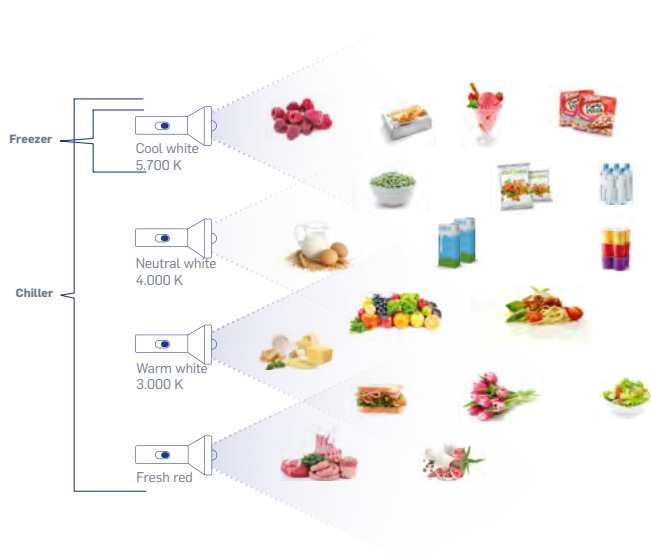 Freezer
Cool white
5.700 K
Neutral white
4.000 K
Chiller
Warm white
3.000 K
Fresh red